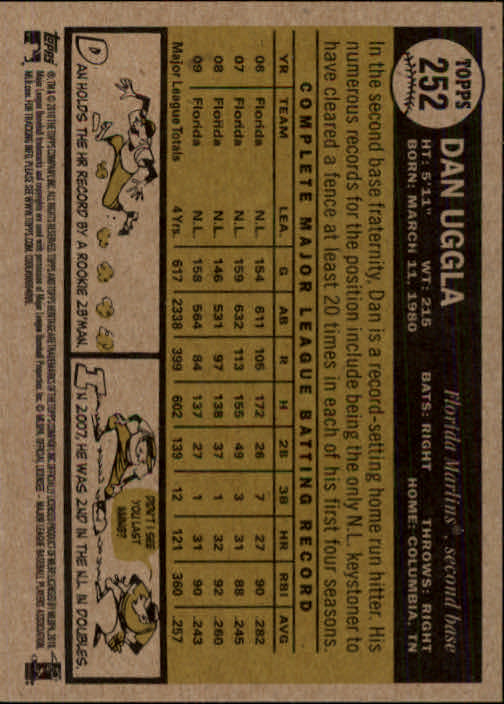 TOPPS
252
DAN UGGLA
Florida Marlins®, second base
HT: 5'11" WT: 215 BATS: RIGHT THROWS: RIGHT
BORN: MARCH 11, 1980 HOME: COLUMBIA, TN
In the second base fraternity, Dan is a record-setting home run hitter. His
numerous records for the position include being the only N.L. keystoner to
have cleared a fence at least 20 times in each of his first four seasons.
COMPLETE MAJOR LEAGUE BATTING RECORD
YR TEAM LEA. G AB R H 2B 3B HR RBI AVG
06 Florida N.L. 154 611 105 172 26 7 27 90 .282
07 Florida N.L. 159 632 113 155 49 3 31 88 .245
08 Florida N.L. 146 531 97 138 37 1 32 92 .260
09 Florida N.L. 158 564 84 137 27 1 31 90 .243
Major League Totals 4 Yrs. 617 2338 399 602 139 12 121 360 .257
DAN HOLDS THE HR RECORD BY A ROOKIE 2B'MAN.
DIDN'T I SEE
YOU LAST
INNING?
IN 2007, HE WAS 2ND IN THE N.L. IN DOUBLES.
TOPPS